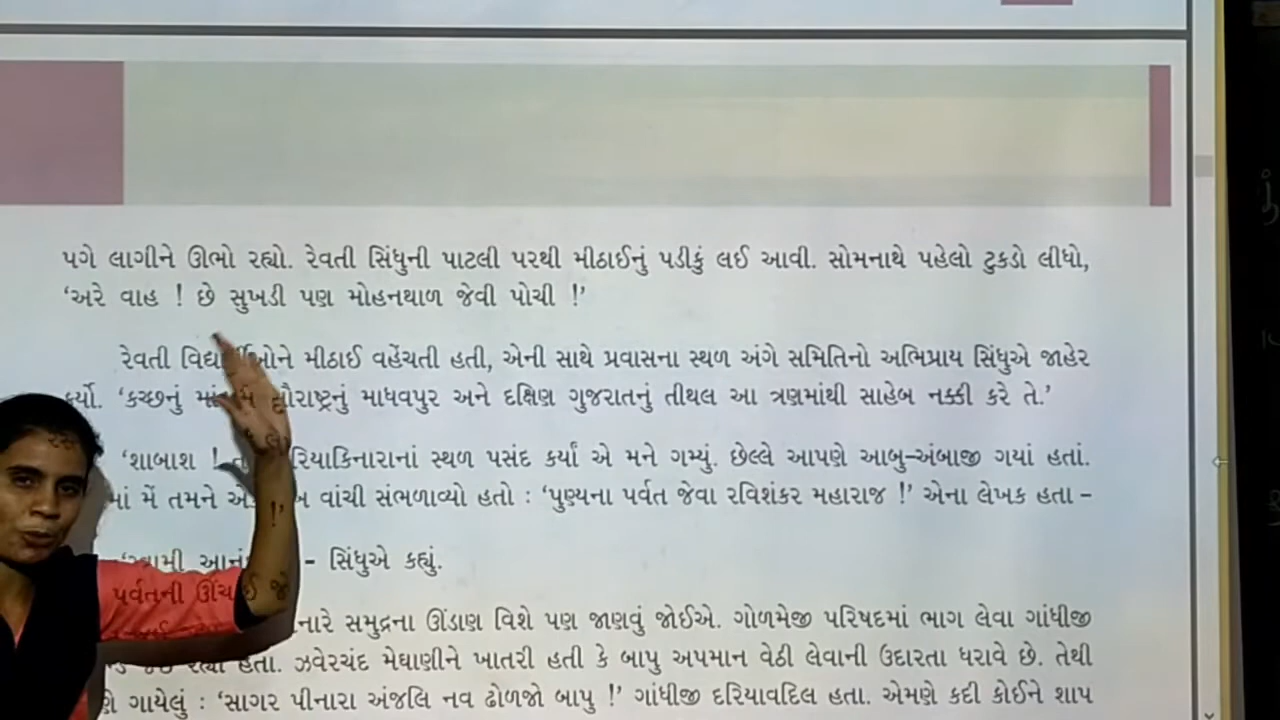 પગે લાગીને ઊભો રહ્યો. રેવતી સિંધુની પાટલી પરથી મીઠાઈનું પડીકું લઈ આવી. સોમનાથે પહેલો ટુકડો લીધો,
‘અરે વાહ ! છે સુખડી પણ મોહનથાળ જેવી પોચી !’
રેવતી વિદ્યાર્થીઓને મીઠાઈ વહેંચતી હતી, એની સાથે પ્રવાસના સ્થળ અંગે સમિતિનો અભિપ્રાય સિંધુએ જાહેર
કર્યો. ‘કચ્છનું સૌરાષ્ટ્રનું માધવપુર અને દક્ષિણ ગુજરાતનું તીથલ આ ત્રણમાંથી સાહેબ નક્કી કરે તે.’
‘શાબાશ ! રિયાકિનારાનાં સ્થળ પસંદ કર્યાં એ મને ગમ્યું. છેલ્લે આપણે આબુ-અંબાજી ગયાં હતાં.
માં મેં તમને વાંચી સંભળાવ્યો હતો : ‘પુણ્યના પર્વત જેવા રવિશંકર મહારાજ !’ એના લેખક હતા –
‘સ્વામી – સિંધુએ કહ્યું.
!’
પર્વતની
નારે સમુદ્રના ઊંડાણ વિશે પણ જાણવું જોઈએ. ગોળમેજી પરિષદમાં ભાગ લેવા ગાંધીજી
રહ્યા હતા. ઝવેરચંદ મેઘાણીને ખાતરી હતી કે બાપુ અપમાન વેઠી લેવાની ઉદારતા ધરાવે છે. તેથી
ણે ગાયેલું : ‘સાગર પીનારા અંજલિ નવ ઢોળજો બાપુ !’ ગાંધીજી દરિયાવદિલ હતા. એમણે કદી કોઈને શાપ